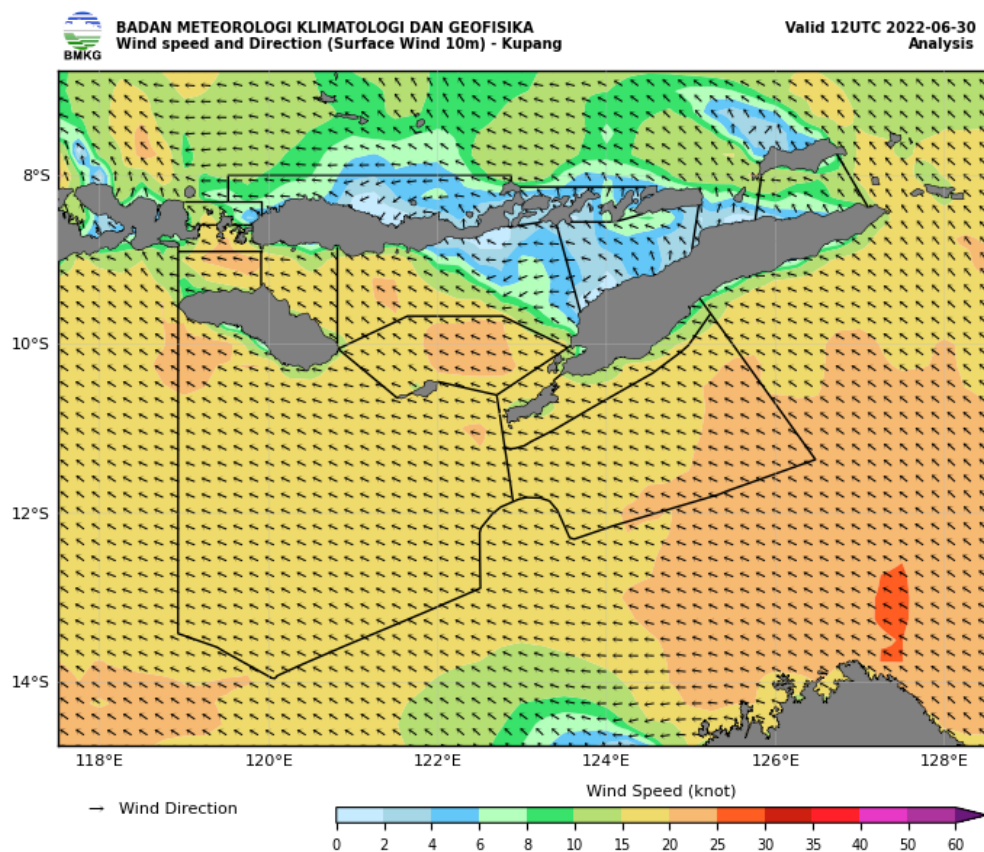 BADAN METEOROLOGI KLIMATOLOGI DAN GEOFISIKA
Wind speed and Direction (Surface Wind 10m) - Kupang
Valid 12UTC 2022-06-30
Analysis
BMKG
8°S
10°S
12°S
14°S
118°E 120°E 122°E 124°E 126°E 128°E
Wind Direction
Wind Speed (knot)
0 2 4 6 8 10 15 20 25 30 35 40 50 60